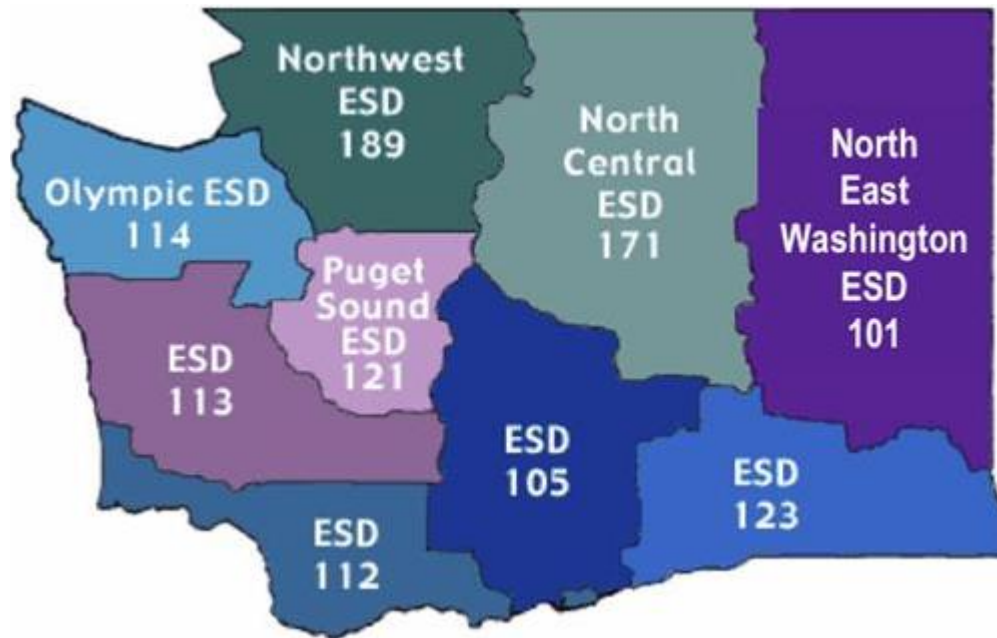 Northwest
ESD
189
North
Central
ESD
171
North
East
Washington
ESD
101
Olympic ESD
114
Puget
Sound
ESD
121
ESD
113
ESD
105
ESD
123
ESD
112